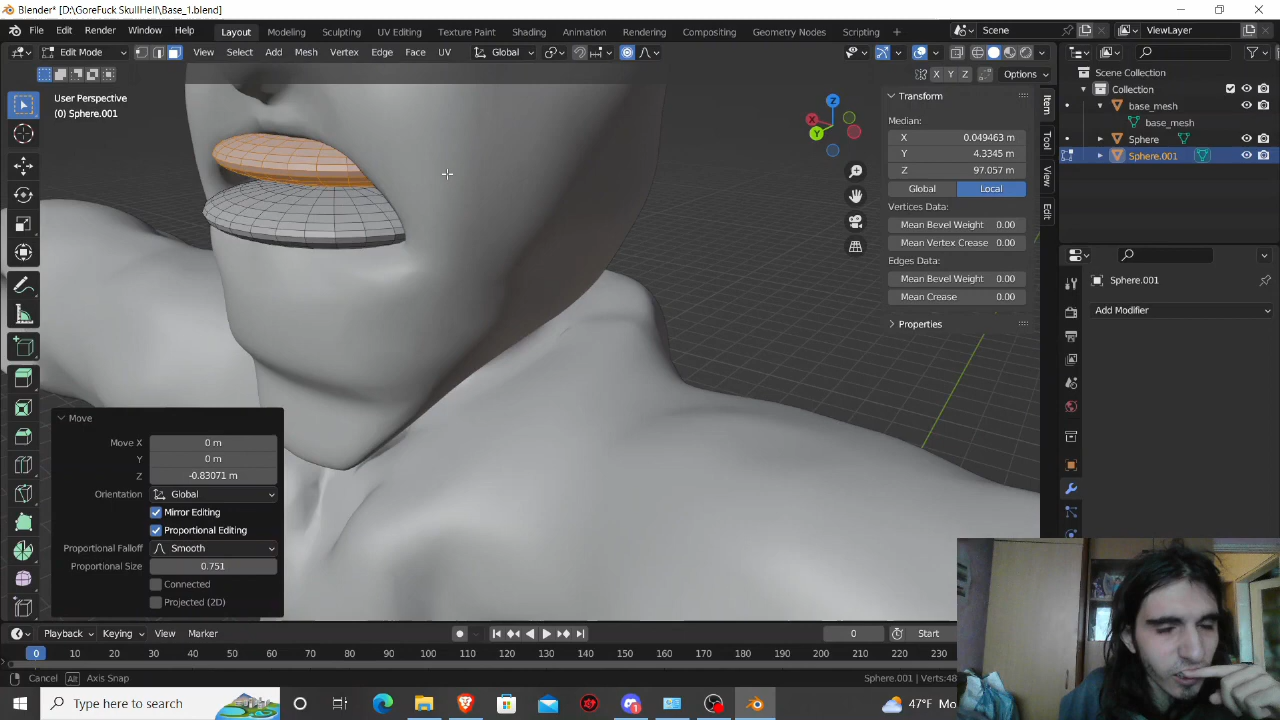 Blender* [D:\GoreFuck SkullHell\Base_1.blend]
File Edit Render Window Help Layout Modeling Sculpting UV Editing Texture Paint Shading Animation Rendering Compositing Geometry Nodes Scripting + Scene ViewLayer
Edit Mode View Select Add Mesh Vertex Edge Face UV Global
X Y Z Options
User Perspective
(0) Sphere.001
Transform
Median:
X 0.049463 m
Y 4.3345 m
Z 97.057 m
Global Local
Vertices Data:
Mean Bevel Weight 0.00
Mean Vertex Crease 0.00
Edges Data:
Mean Bevel Weight 0.00
Mean Crease 0.00
Properties
Item
Tool
View
Edit
Z
X
Y
Scene Collection
Collection
base_mesh
base_mesh
Sphere
Sphere.001
Sphere.001
Add Modifier
Move
Move X 0 m
Y 0 m
Z -0.83071 m
Orientation Global
Mirror Editing
Proportional Editing
Proportional Falloff Smooth
Proportional Size 0.751
Connected
Projected (2D)
Playback Keying View Marker 0 Start
0 10 20 30 40 50 60 70 80 90 100 110 120 130 140 150 160 170 180 190 200 210 220 230
Cancel Alt Axis Snap Sphere.001 | Verts:48
Type here to search 1 47°F Mo